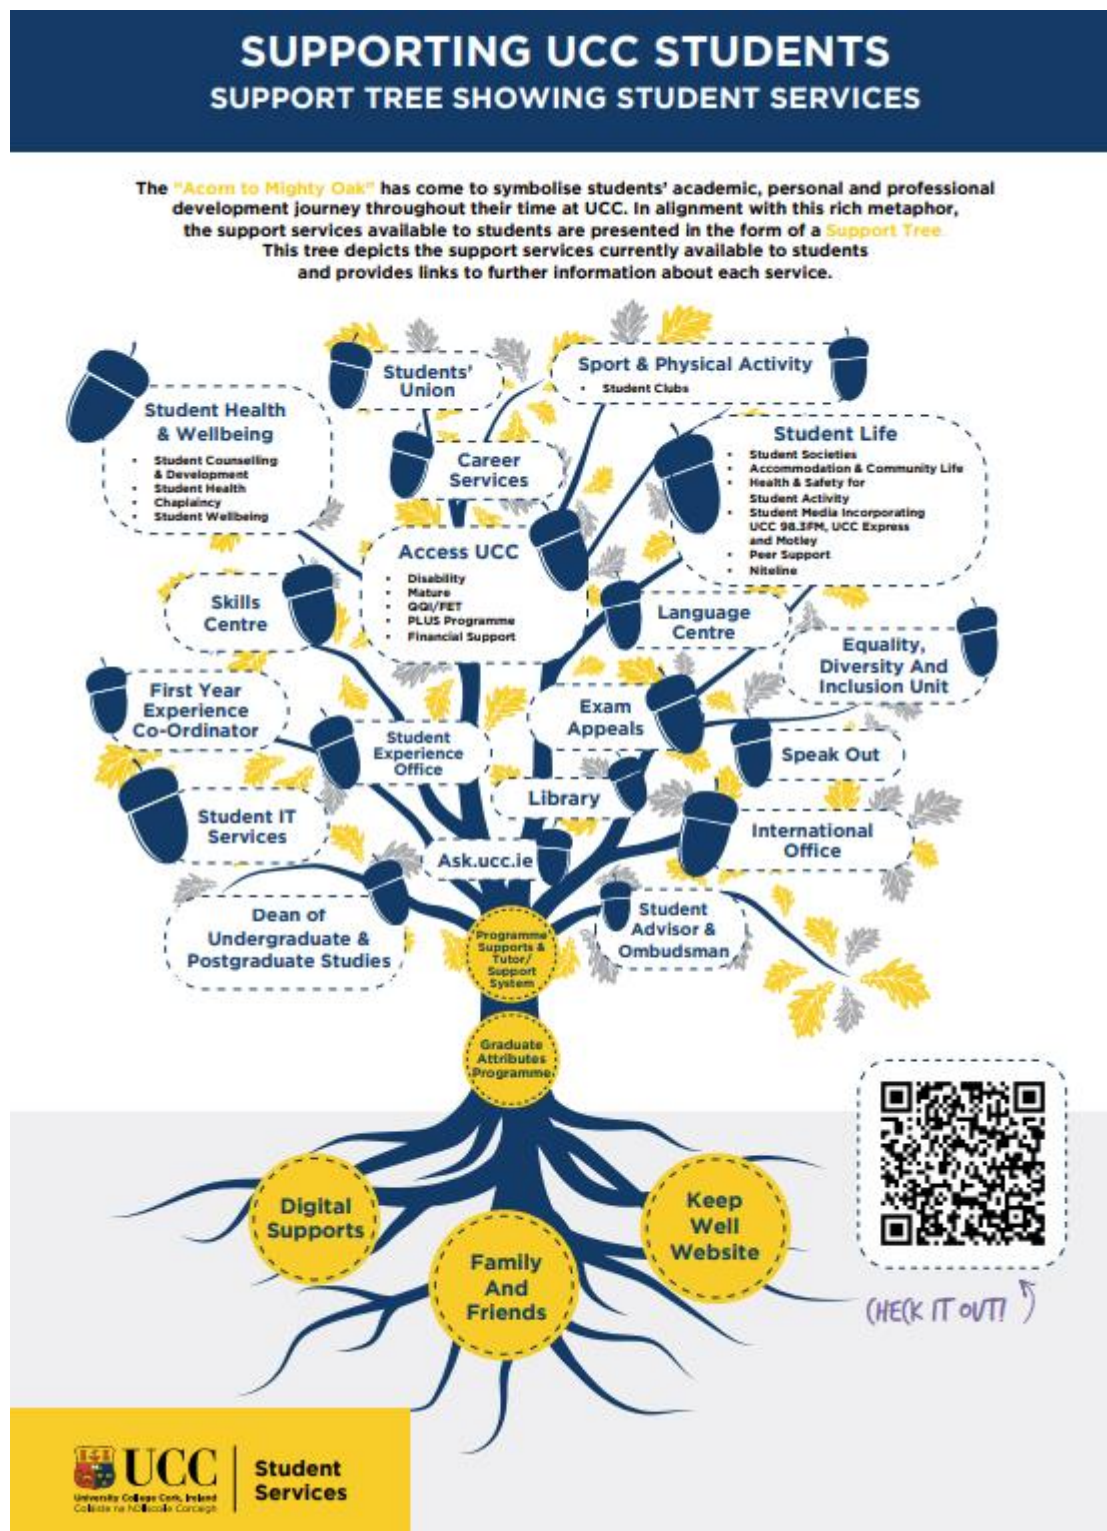 SUPPORTING UCC STUDENTS
SUPPORT TREE SHOWING STUDENT SERVICES
The "Acorn to Mighty Oak" has come to symbolise students' academic, personal and professional
development journey throughout their time at UCC. In alignment with this rich metaphor,
the support services available to students are presented in the form of a Support Tree.
This tree depicts the support services currently available to students
and provides links to further information about each service.
Students'
Union
Sport & Physical Activity
• Student Clubs
Student Health
& Wellbeing
• Student Counselling
& Development
• Student Health
• Chaplaincy
• Student Wellbeing
Career
Services
Student Life
• Student Societies
• Accommodation & Community Life
• Health & Safety for
Student Activity
• Student Media Incorporating
UCC 98.3FM, UCC Express
and Motley
• Peer Support
• Niteline
Access UCC
• Disability
• Mature
• QQI/FET
• PLUS Programme
• Financial Support
Skills
Centre
Language
Centre
Equality,
Diversity And
Inclusion Unit
First Year
Experience
Co-Ordinator
Student
Experience
Office
Exam
Appeals
Speak Out
Student IT
Services
Library
International
Office
Ask.ucc.ie
Dean of
Undergraduate &
Postgraduate Studies
Student
Advisor &
Ombudsman
Programme
Supports &
Tutor/
Support
System
Graduate
Attributes
Programme
Digital
Supports
Family
And
Friends
Keep
Well
Website
CHECK IT OUT!
UCC
University College Cork, Ireland
Coláiste na hOllscoile Corcaigh
Student
Services